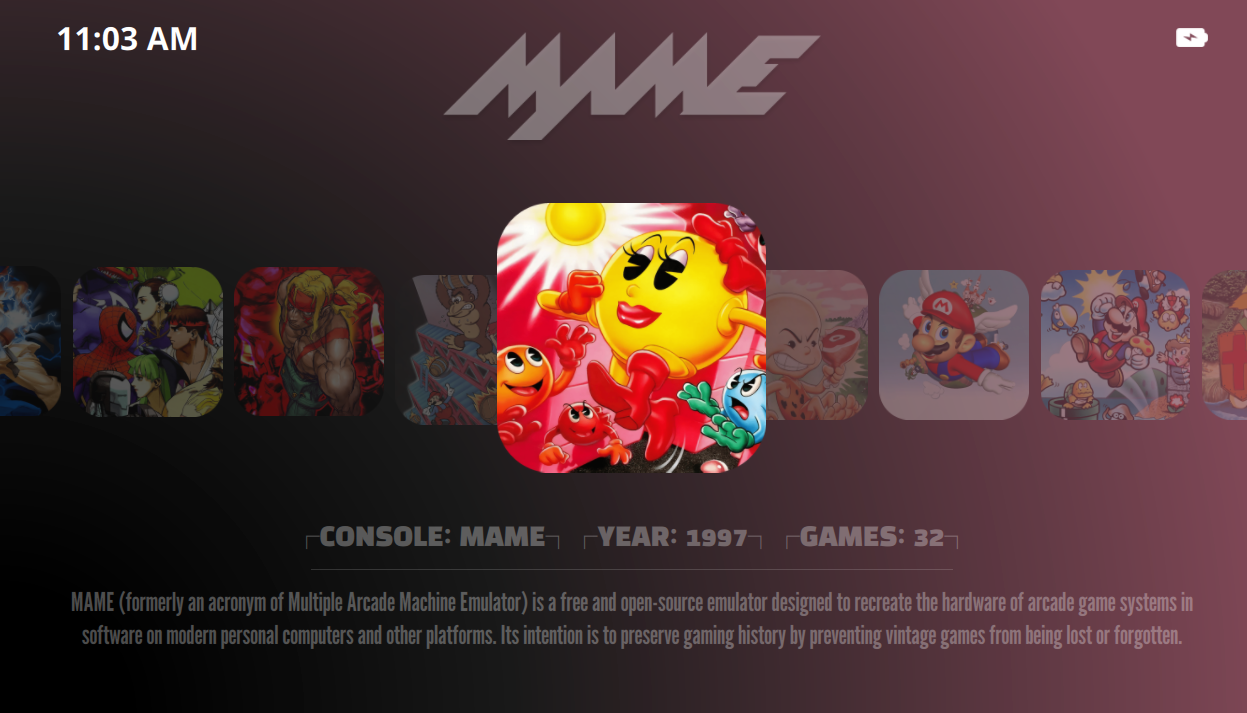 11:03 AM
MAME
CONSOLE: MAME YEAR: 1997 GAMES: 32
MAME (formerly an acronym of Multiple Arcade Machine Emulator) is a free and open-source emulator designed to recreate the hardware of arcade game systems in
software on modern personal computers and other platforms. Its intention is to preserve gaming history by preventing vintage games from being lost or forgotten.